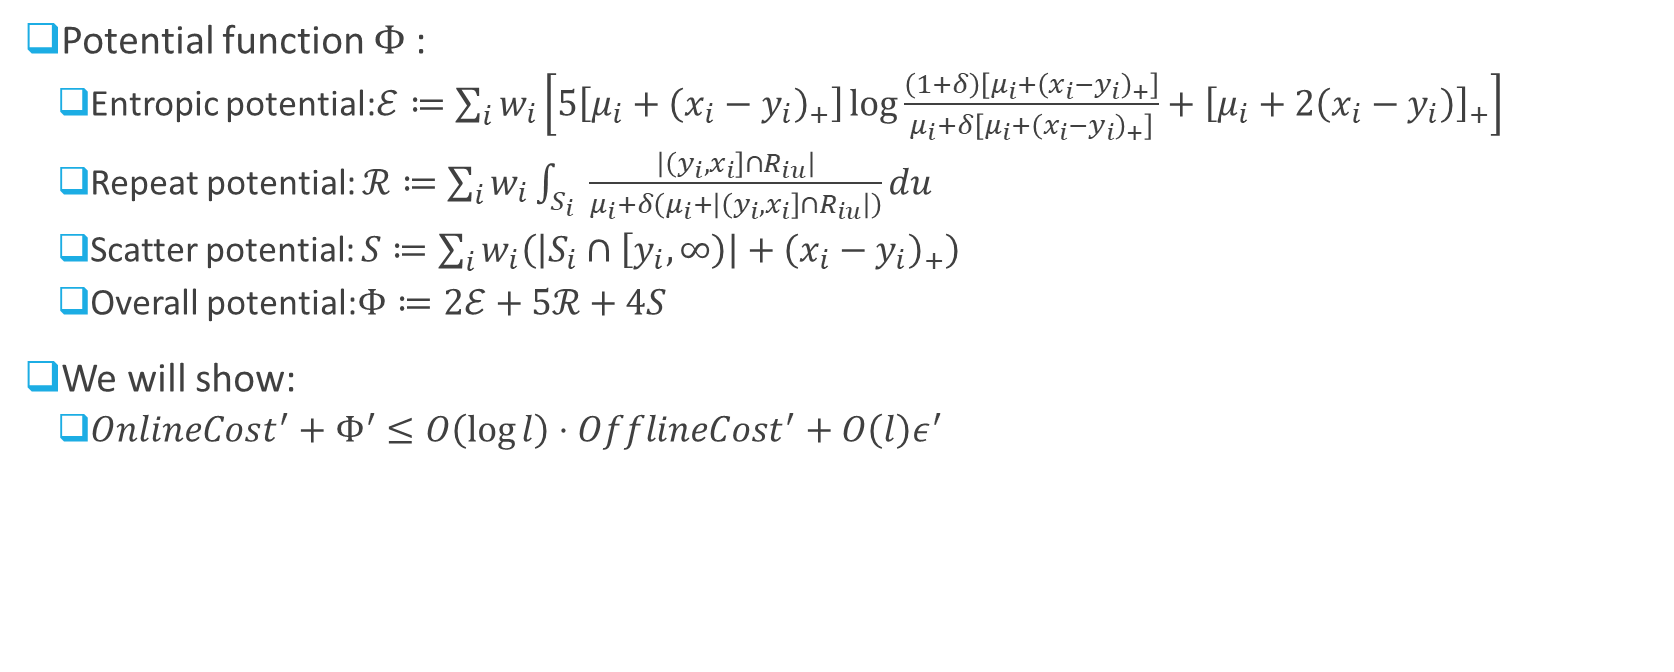 ❑Potential function Φ :
❑Entropic potential:ℰ ≔ ∑ᵢ wᵢ [5[μᵢ + (xᵢ − yᵢ)₊] log \frac{(1+δ)[μᵢ+(xᵢ−yᵢ)₊]}{μᵢ+δ[μᵢ+(xᵢ−yᵢ)₊]} + [μᵢ + 2(xᵢ − yᵢ)]₊]
❑Repeat potential: ℛ ≔ ∑ᵢ wᵢ ∫_{Sᵢ} \frac{|(yᵢ,xᵢ]∩R_{iu}|}{μᵢ+δ(μᵢ+|(yᵢ,xᵢ]∩R_{iu}|)} du
❑Scatter potential: S ≔ ∑ᵢ wᵢ(|Sᵢ ∩ [yᵢ, ∞)| + (xᵢ − yᵢ)₊)
❑Overall potential:Φ ≔ 2ℰ + 5ℛ + 4S
❑We will show:
❑OnlineCost′ + Φ′ ≤ O(log l) · OfflineCost′ + O(l)ϵ′